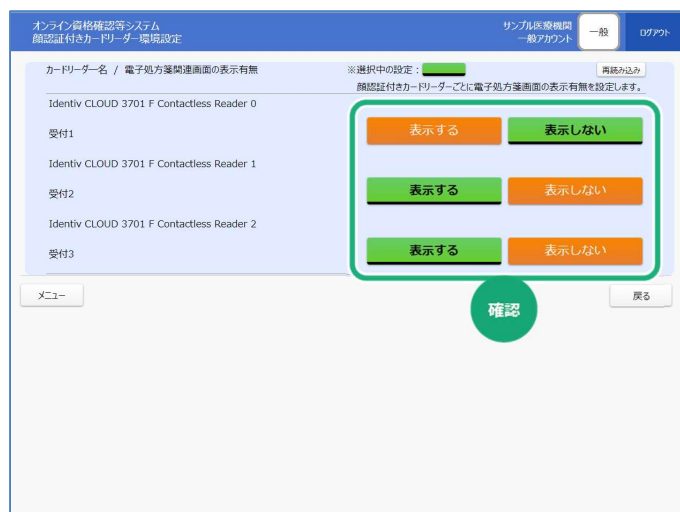 オンライン資格確認等システム
顔認証付きカードリーダー環境設定
サンプル医療機関
一般アカウント
一般
ログアウト
カードリーダー名 / 電子処方箋関連画面の表示有無
※選択中の設定：
再読み込み
顔認証付きカードリーダーごとに電子処方箋画面の表示有無を設定します。
Identiv CLOUD 3701 F Contactless Reader 0
受付1
表示する
表示しない
Identiv CLOUD 3701 F Contactless Reader 1
受付2
表示する
表示しない
Identiv CLOUD 3701 F Contactless Reader 2
受付3
表示する
表示しない
メニュー
確認
戻る